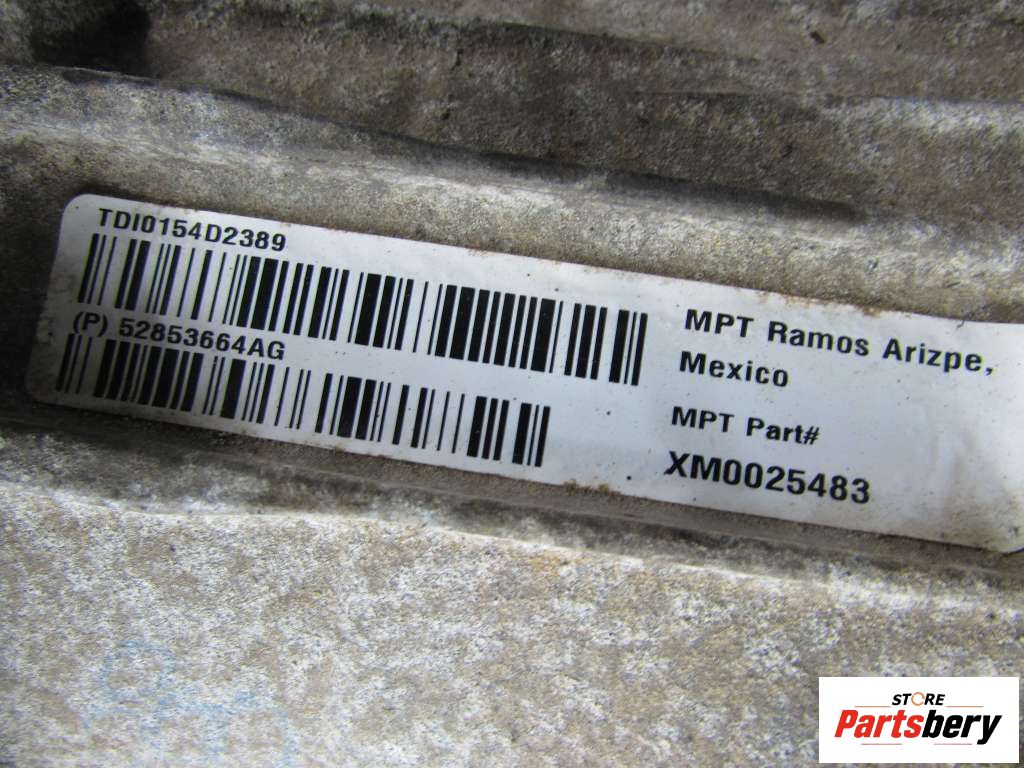 TDI0154D2389
(P) 52853664AG
MPT Ramos Arizpe,
Mexico
MPT Part#
XM0025483
STORE
Partsbery